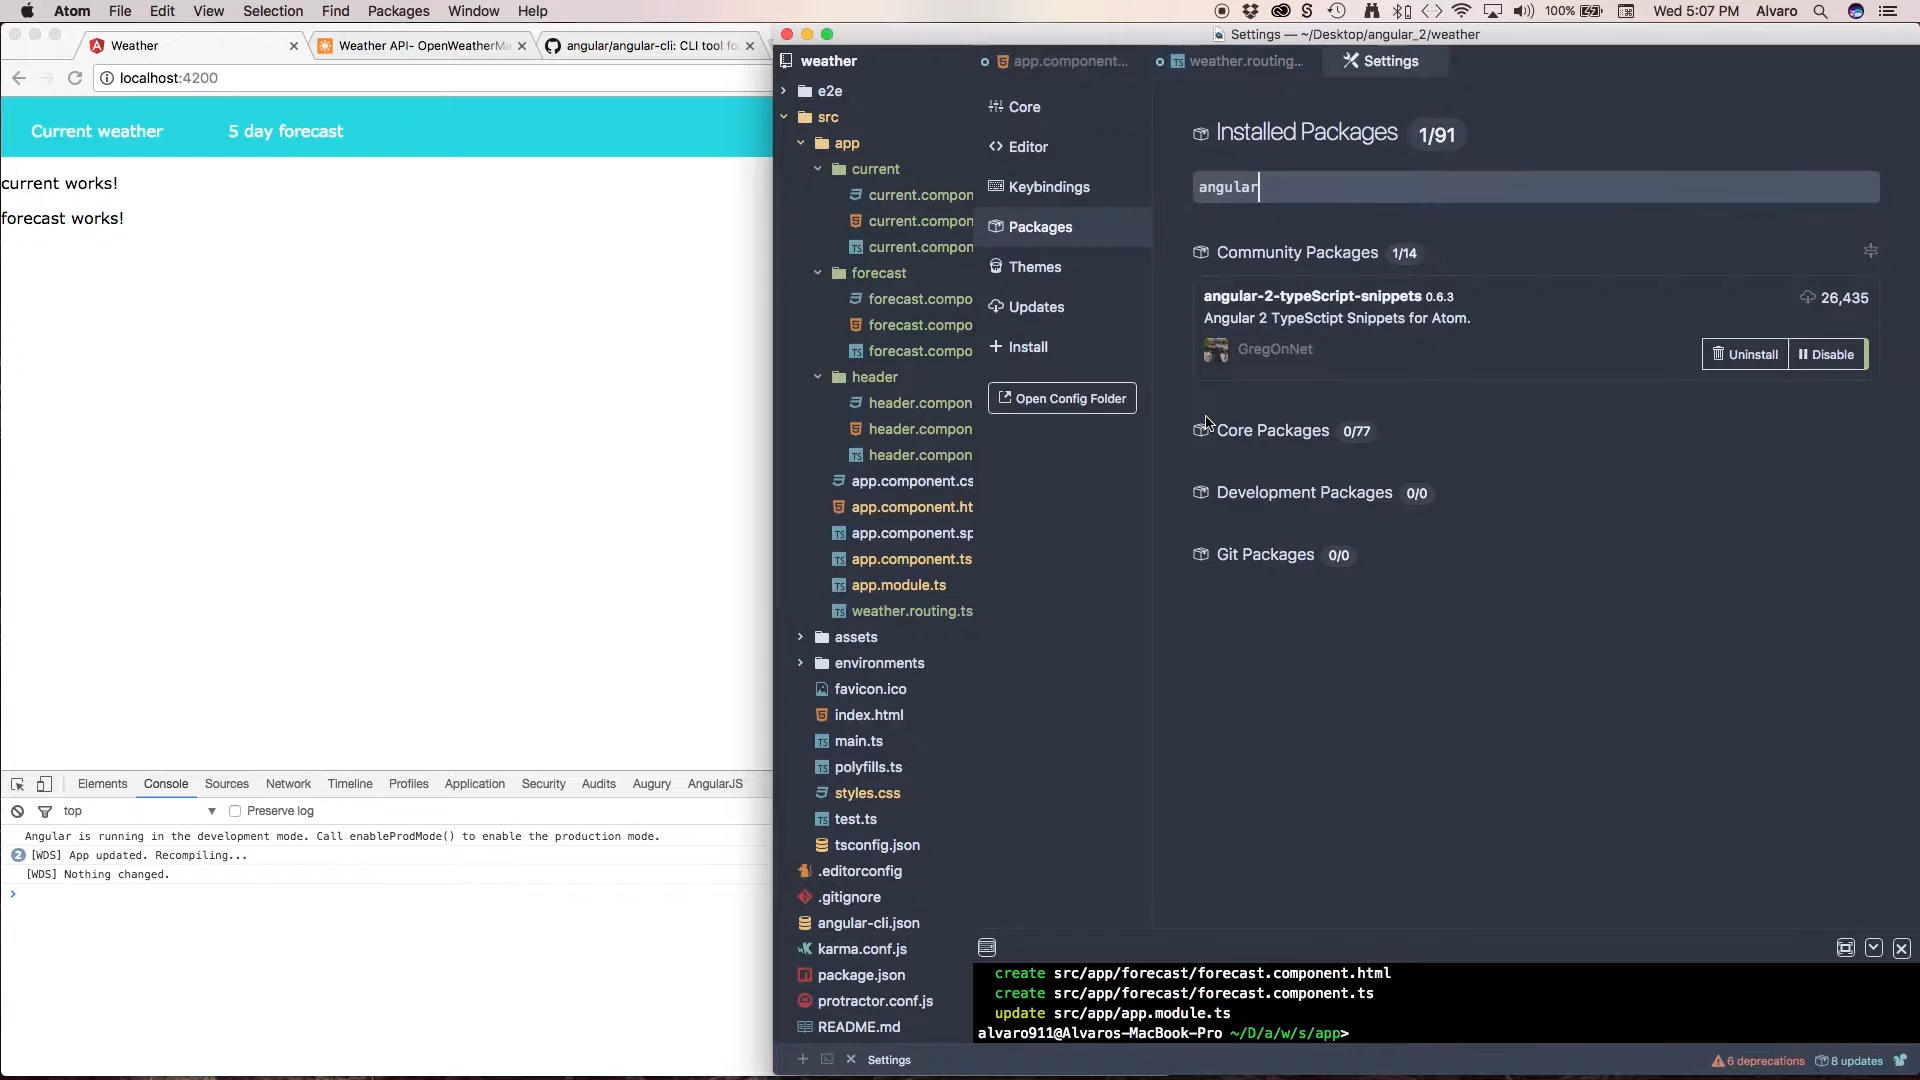 Atom File Edit View Selection Find Packages Window Help
100% Wed 5:07 PM Alvaro
Weather
Weather API- OpenWeatherMa
angular/angular-cli: CLI tool fo
localhost:4200
Current weather 5 day forecast
current works!
forecast works!
Elements Console Sources Network Timeline Profiles Application Security Audits Augury AngularJS
top Preserve log
Angular is running in the development mode. Call enableProdMode() to enable the production mode.
2 [WDS] App updated. Recompiling...
[WDS] Nothing changed.
>
Settings — ~/Desktop/angular_2/weather
weather
app.component...
weather.routing...
Settings
e2e
src
app
current
current.compon
current.compon
current.compon
forecast
forecast.compo
forecast.compo
forecast.compo
header
header.compon
header.compon
header.compon
app.component.cs
app.component.ht
app.component.sp
app.component.ts
app.module.ts
weather.routing.ts
assets
environments
favicon.ico
index.html
main.ts
polyfills.ts
styles.css
test.ts
tsconfig.json
.editorconfig
.gitignore
angular-cli.json
karma.conf.js
package.json
protractor.conf.js
README.md
Core
Editor
Keybindings
Packages
Themes
Updates
Install
Open Config Folder
Installed Packages 1/91
angular
Community Packages 1/14
angular-2-typeScript-snippets 0.6.3
26,435
Angular 2 TypeSctipt Snippets for Atom.
GregOnNet
Uninstall Disable
Core Packages 0/77
Development Packages 0/0
Git Packages 0/0
create src/app/forecast/forecast.component.html
create src/app/forecast/forecast.component.ts
update src/app/app.module.ts
alvaro911@Alvaros-MacBook-Pro ~/D/a/w/s/app>
Settings
6 deprecations 8 updates